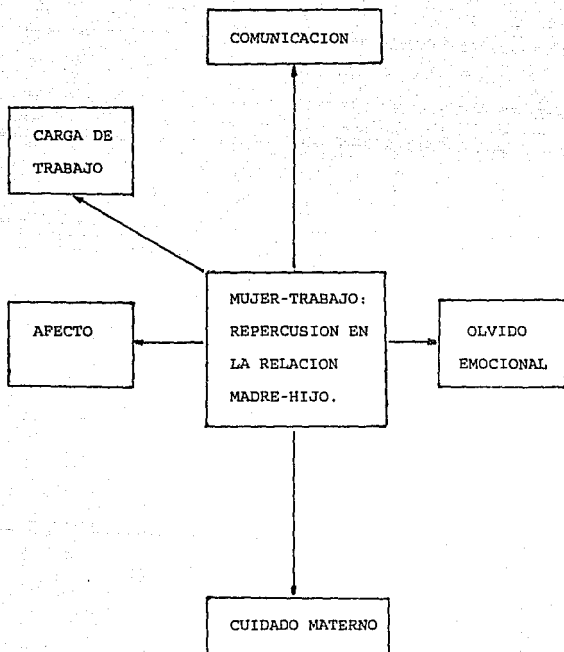 COMUNICACION
CARGA DE
TRABAJO
MUJER-TRABAJO:
REPERCUSION EN
LA RELACION
MADRE-HIJO.
AFECTO
OLVIDO
EMOCIONAL
CUIDADO MATERNO